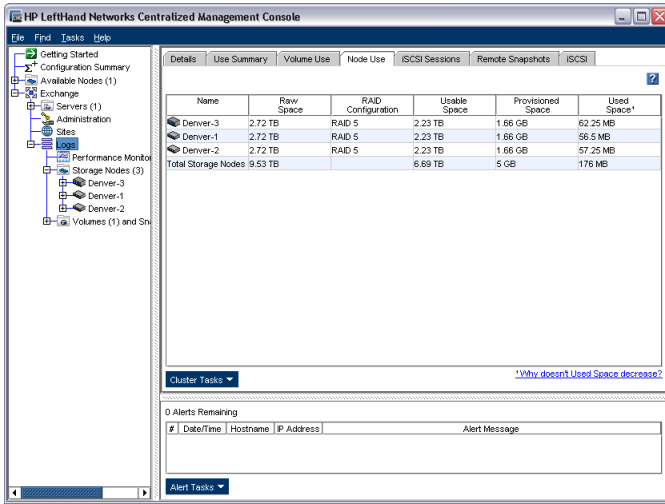 HP LeftHand Networks Centralized Management Console
File Find Tasks Help
Getting Started
Configuration Summary
Available Nodes (1)
Exchange
Servers (1)
Administration
Sites
Logs
Performance Monitor
Storage Nodes (3)
Denver-3
Denver-1
Denver-2
Volumes (1) and Sna
Details Use Summary Volume Use Node Use iSCSI Sessions Remote Snapshots iSCSI
?
Name Raw Space RAID Configuration Usable Space Provisioned Space Used Space¹
Denver-3 2.72 TB RAID 5 2.23 TB 1.66 GB 62.25 MB
Denver-1 2.72 TB RAID 5 2.23 TB 1.66 GB 56.5 MB
Denver-2 2.72 TB RAID 5 2.23 TB 1.66 GB 57.25 MB
Total Storage Nodes 9.53 TB 6.69 TB 5 GB 176 MB
Cluster Tasks
¹Why doesn't Used Space decrease?
0 Alerts Remaining
# Date/Time Hostname IP Address Alert Message
Alert Tasks